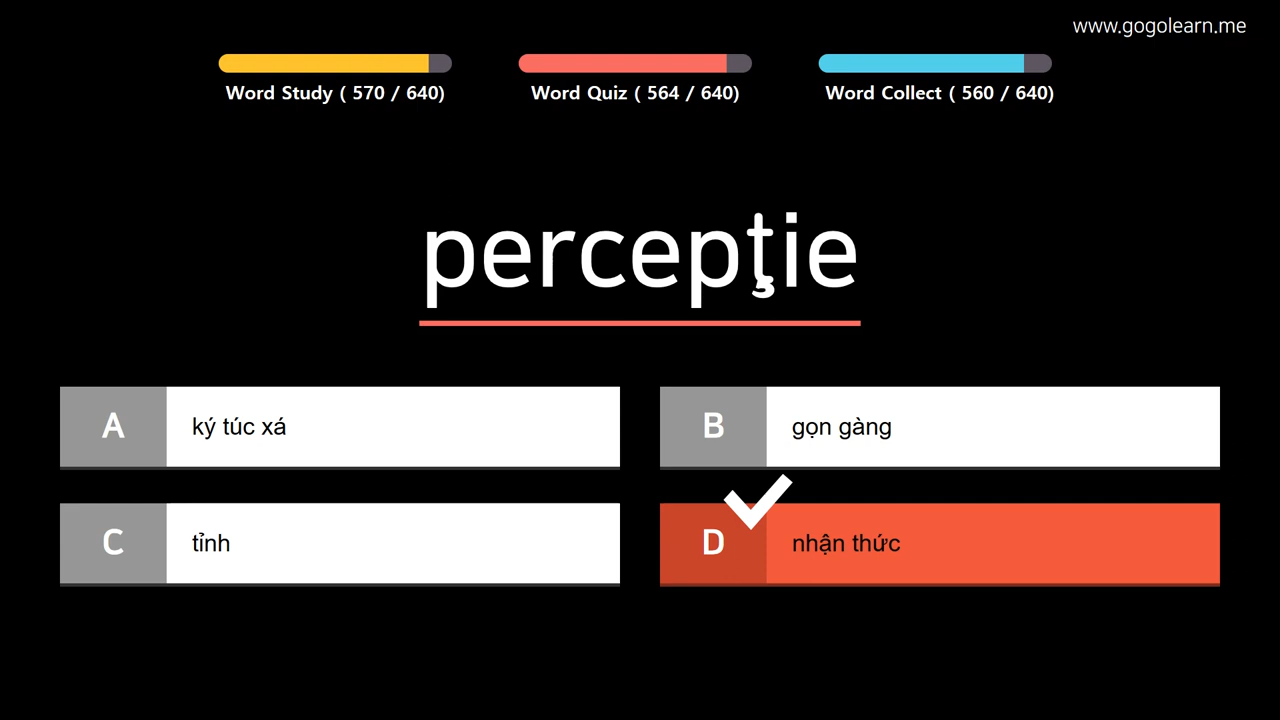 www.gogolearn.me
Word Study ( 570 / 640)
Word Quiz ( 564 / 640)
Word Collect ( 560 / 640)
percepţie
A
ký túc xá
B
gọn gàng
C
tỉnh
D
nhận thức